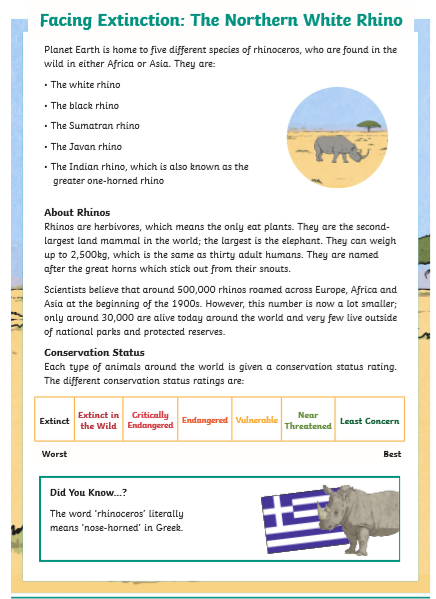 Facing Extinction: The Northern White Rhino
Planet Earth is home to five different species of rhinoceros, who are found in the
wild in either Africa or Asia. They are:
• The white rhino
• The black rhino
• The Sumatran rhino
• The Javan rhino
• The Indian rhino, which is also known as the
greater one-horned rhino
About Rhinos
Rhinos are herbivores, which means the only eat plants. They are the second-
largest land mammal in the world; the largest is the elephant. They can weigh
up to 2,500kg, which is the same as thirty adult humans. They are named
after the great horns which stick out from their snouts.
Scientists believe that around 500,000 rhinos roamed across Europe, Africa and
Asia at the beginning of the 1900s. However, this number is now a lot smaller;
only around 30,000 are alive today around the world and very few live outside
of national parks and protected reserves.
Conservation Status
Each type of animals around the world is given a conservation status rating.
The different conservation status ratings are:
Extinct
Extinct in
the Wild
Critically
Endangered
Endangered
Vulnerable
Near
Threatened
Least Concern
Worst
Best
Did You Know...?
The word 'rhinoceros' literally
means 'nose-horned' in Greek.